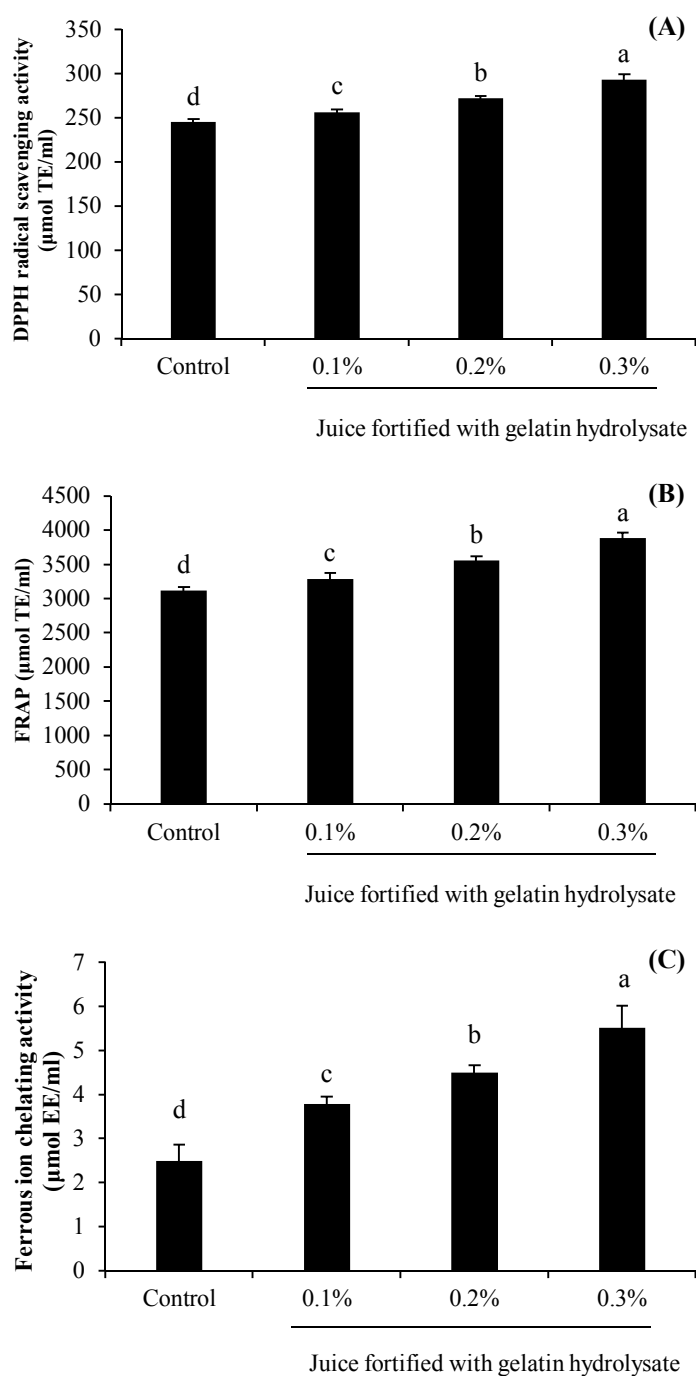 (A)
DPPH radical scavenging activity
(µmol TE/ml)
350
300
250
200
150
100
50
0
d
c
b
a
Control
0.1%
0.2%
0.3%
Juice fortified with gelatin hydrolysate
(B)
FRAP (µmol TE/ml)
4500
4000
3500
3000
2500
2000
1500
1000
500
0
d
c
b
a
Control
0.1%
0.2%
0.3%
Juice fortified with gelatin hydrolysate
(C)
Ferrous ion chelating activity
(µmol EE/ml)
7
6
5
4
3
2
1
0
d
c
b
a
Control
0.1%
0.2%
0.3%
Juice fortified with gelatin hydrolysate